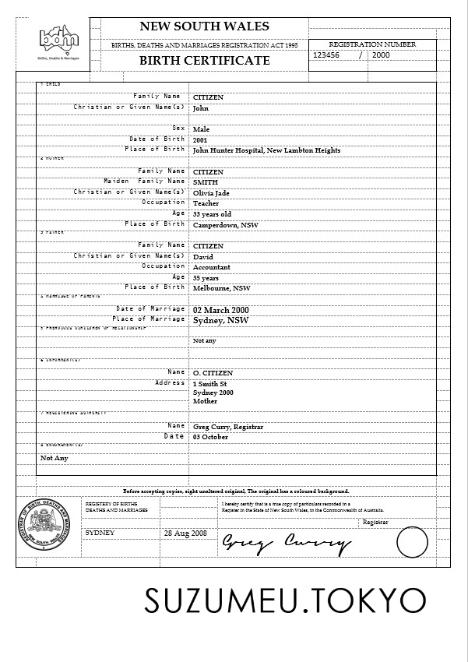 NEW SOUTH WALES
BIRTHS, DEATHS AND MARRIAGES REGISTRATION ACT 1995
BIRTH CERTIFICATE
REGISTRATION NUMBER
123456 / 2000
bdm
Births, Deaths & Marriages
1 CHILD
Family Name CITIZEN
Christian or Given Name(s) John
Sex Male
Date of Birth 2001
Place of Birth John Hunter Hospital, New Lambton Heights
2 MOTHER
Family Name CITIZEN
Maiden Family Name SMITH
Christian or Given Name(s) Olivia Jade
Occupation Teacher
Age 33 years old
Place of Birth Camperdown, NSW
3 FATHER
Family Name CITIZEN
Christian or Given Name(s) David
Occupation Accountant
Age 35 years
Place of Birth Melbourne, NSW
4 MARRIAGE OF PARENTS
Date of Marriage 02 March 2000
Place of Marriage Sydney, NSW
5 PREVIOUS CHILDREN OF RELATIONSHIP
Not any
6 INFORMANT(S)
Name O. CITIZEN
Address 1 Smith St
Sydney 2000
Mother
7 REGISTERING AUTHORITY
Name Greg Curry, Registrar
Date 03 October
8 ENDORSEMENT(S)
Not Any
Before accepting copies, sight unaltered original, The original has a coloured background.
REGISTRY OF BIRTHS
DEATHS AND MARRIAGES
I hereby certify that is a true copy of particulars recorded in a
Register in the State of New South Wales, in the Commonwealth of Australia.
Registrar
SYDNEY 28 Aug 2008
Greg Curry
SUZUMEU.TOKYO